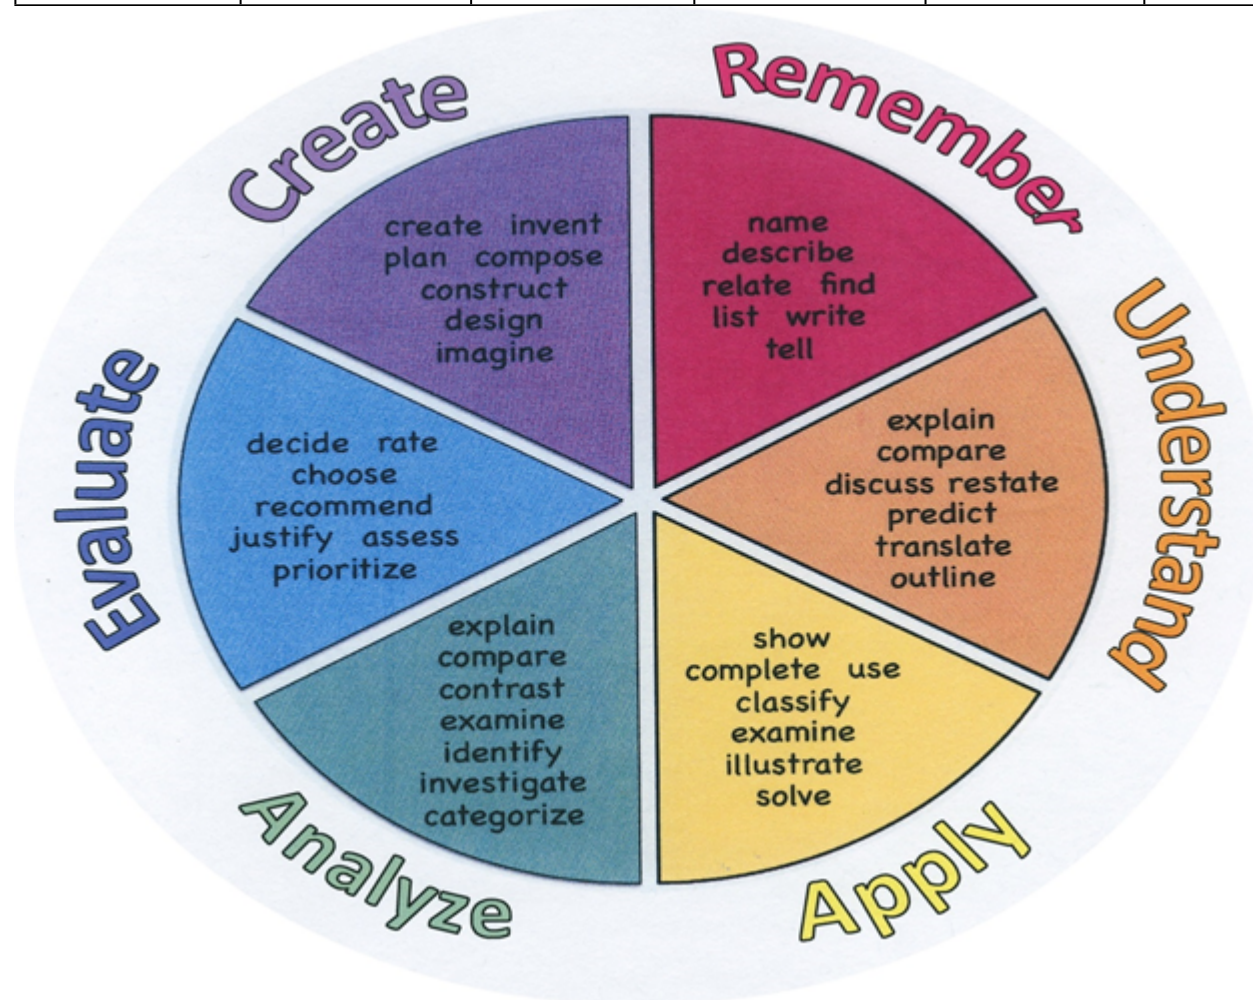 Remember
name
describe
relate find
list write
tell
Understand
explain
compare
discuss restate
predict
translate
outline
Apply
show
complete use
classify
examine
illustrate
solve
Analyze
explain
compare
contrast
examine
identify
investigate
categorize
Evaluate
decide rate
choose
recommend
justify assess
prioritize
Create
create invent
plan compose
construct
design
imagine